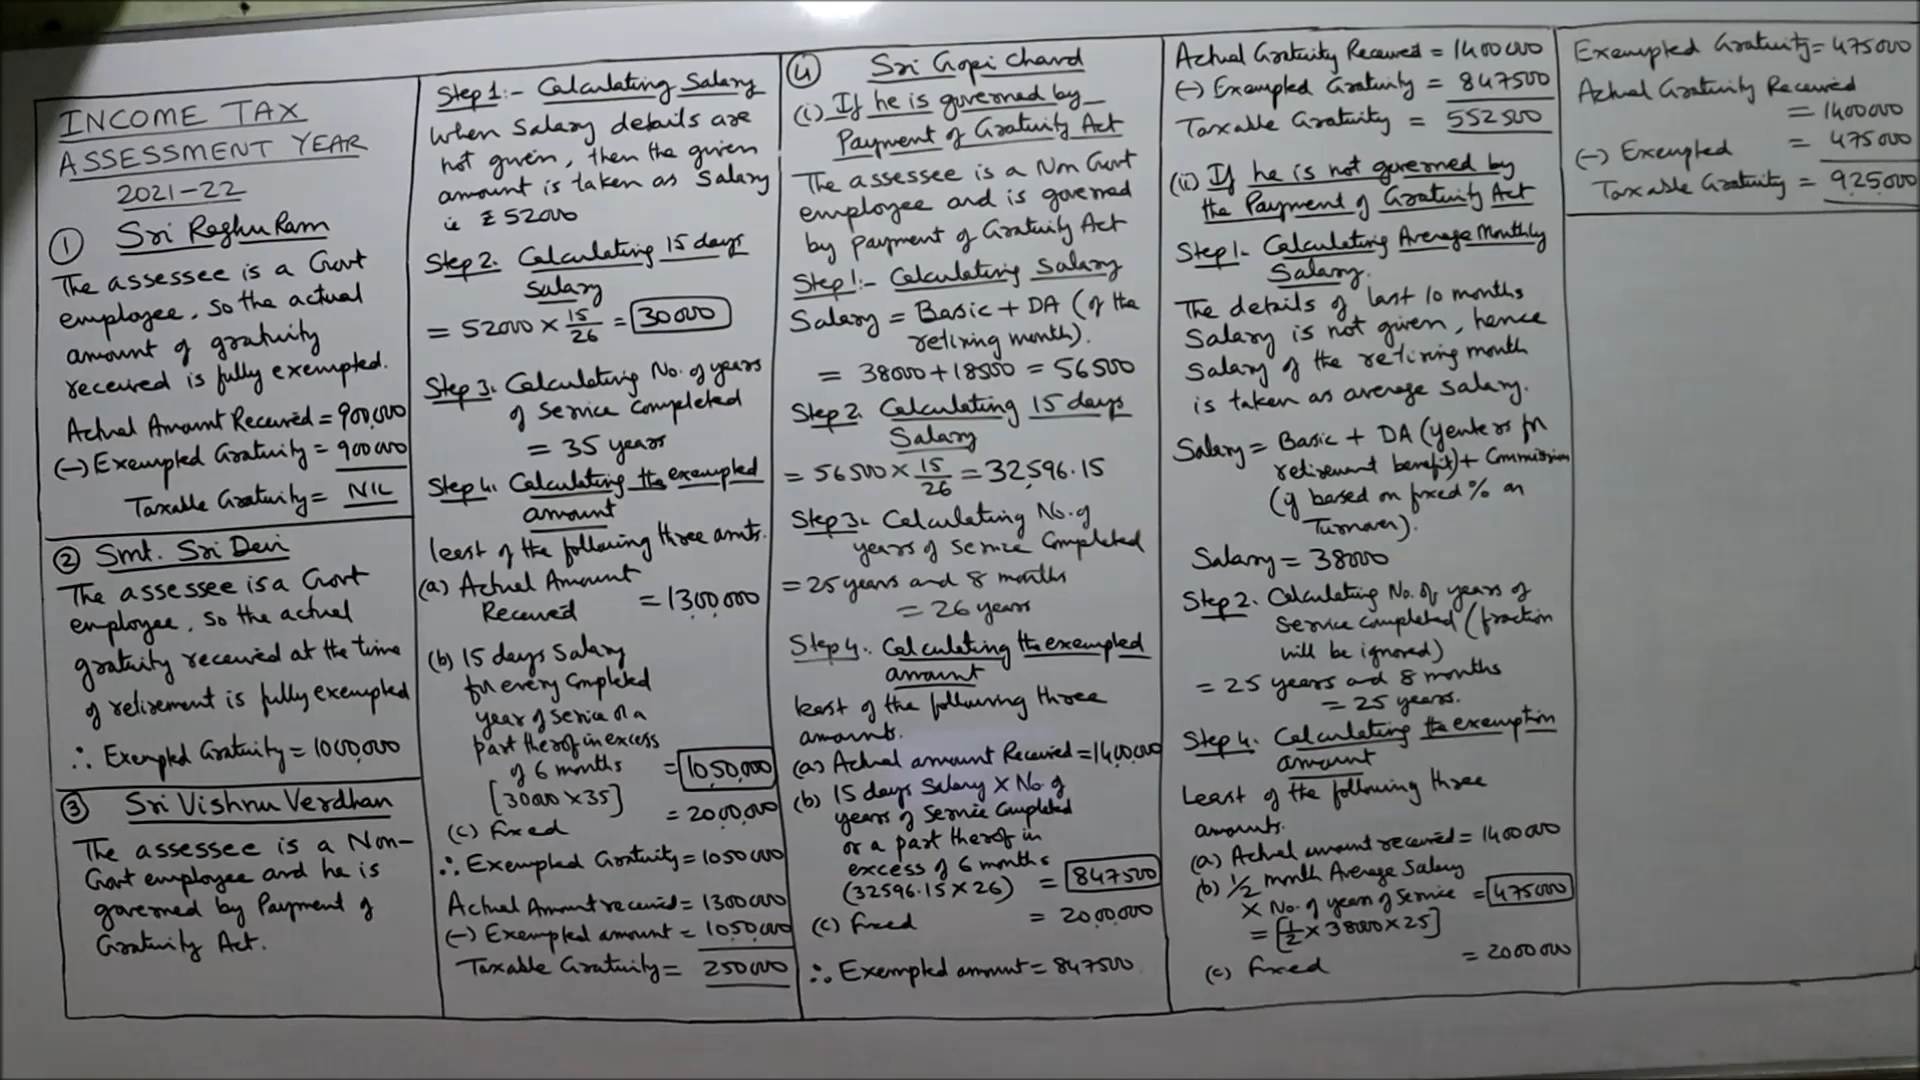 INCOME TAX
ASSESSMENT YEAR
2021-22
① Sri Raghu Ram
The assessee is a Govt
employee, so the actual
amount of gratuity
received is fully exempted.
Actual Amount Received = 900,000
(-) Exempted Gratuity = 900000
Taxable Gratuity = NIL
② Smt. Sri Devi
The assessee is a Govt
employee, so the actual
gratuity received at the time
of retirement is fully exempted
∴ Exempted Gratuity = 1000,000
③ Sri Vishnu Verdhan
The assessee is a Non-
Govt employee and he is
governed by Payment of
Gratuity Act.
Step 1:- Calculating Salary
When Salary details are
not given, then the given
amount is taken as Salary
ie ₹ 52000
Step 2. Calculating 15 days
Salary
= 52000 × 15/26 = 30000
Step 3. Calculating No. of years
of service completed
= 35 years
Step 4. Calculating the exempted
amount
least of the following three amts.
(a) Actual Amount
Received = 1300,000
(b) 15 days Salary
for every Completed
year of service or a
part therof in excess
of 6 months = 1050,000
[30000 × 35]
(c) Fixed = 2000,000
∴ Exempted Gratuity = 1050000
Actual Amount received = 1300000
(-) Exempted amount = 1050,000
Taxable Gratuity = 250000
④ Sri Gopi Chand
(i) If he is governed by
Payment of Gratuity Act
The assessee is a Non Govt
employee and is governed
by payment of Gratuity Act
Step 1:- Calculating Salary
Salary = Basic + DA (of the
retiring month).
= 38000 + 18500 = 56500
Step 2. Calculating 15 days
Salary
= 56500 × 15/26 = 32,596.15
Step 3. Calculating No. of
years of service Completed
= 25 years and 8 months
= 26 years
Step 4. Calculating the exempted
amount
least of the following three
amounts.
(a) Actual amount Received = 1400,000
(b) 15 days Salary × No. of
years of Service Completed
or a part therof in
excess of 6 months
(32596.15 × 26) = 847500
(c) Fixed = 2000,000
∴ Exempted amount = 847500
Actual Gratuity Received = 1400000
(-) Exempted Gratuity = 847500
Taxable Gratuity = 552500
(ii) If he is not governed by
the Payment of Gratuity Act
Step 1. Calculating Average Monthly
Salary.
The details of last 10 months
Salary is not given, hence
Salary of the retiring month
is taken as average salary.
Salary = Basic + DA (enters for
retirement benefit) + Commission
(if based on fixed % on
Turnover).
Salary = 38000
Step 2. Calculating No. of years of
service completed (fraction
will be ignored)
= 25 years and 8 months
= 25 years.
Step 4. Calculating the exemption
amount
Least of the following three
amounts.
(a) Actual amount received = 1400000
(b) 1/2 month Average Salary
× No. of years of Service = 475000
= [1/2 × 38000 × 25]
(c) Fixed = 2000000
Exempted Gratuity = 475000
Actual Gratuity Received
= 1400000
(-) Exempted = 475000
Taxable Gratuity = 925000